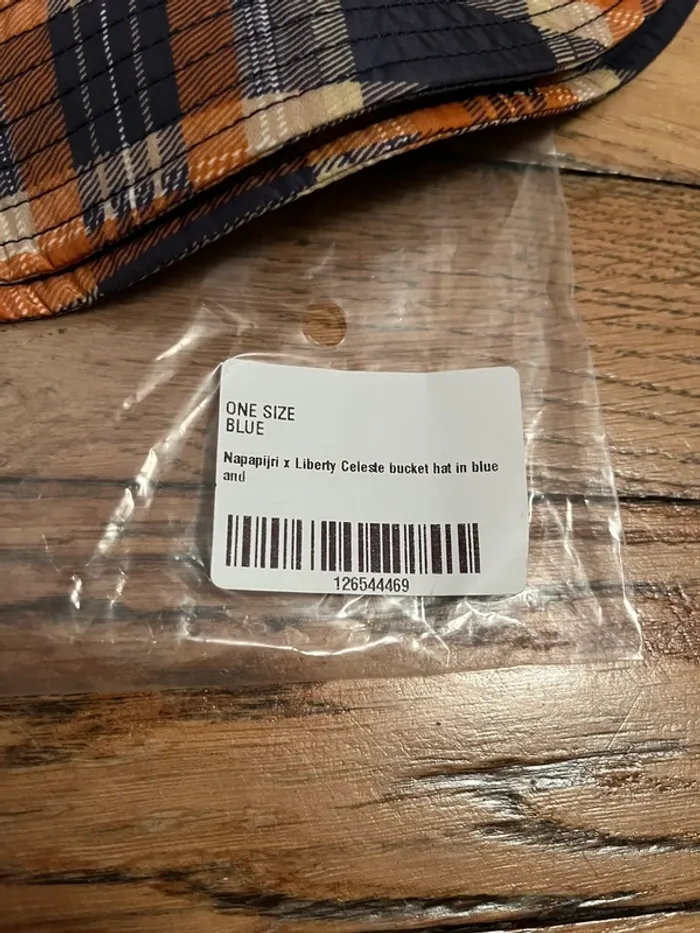 ONE SIZE
BLUE
Napapijri x Liberty Celeste bucket hat in blue
and
126544469